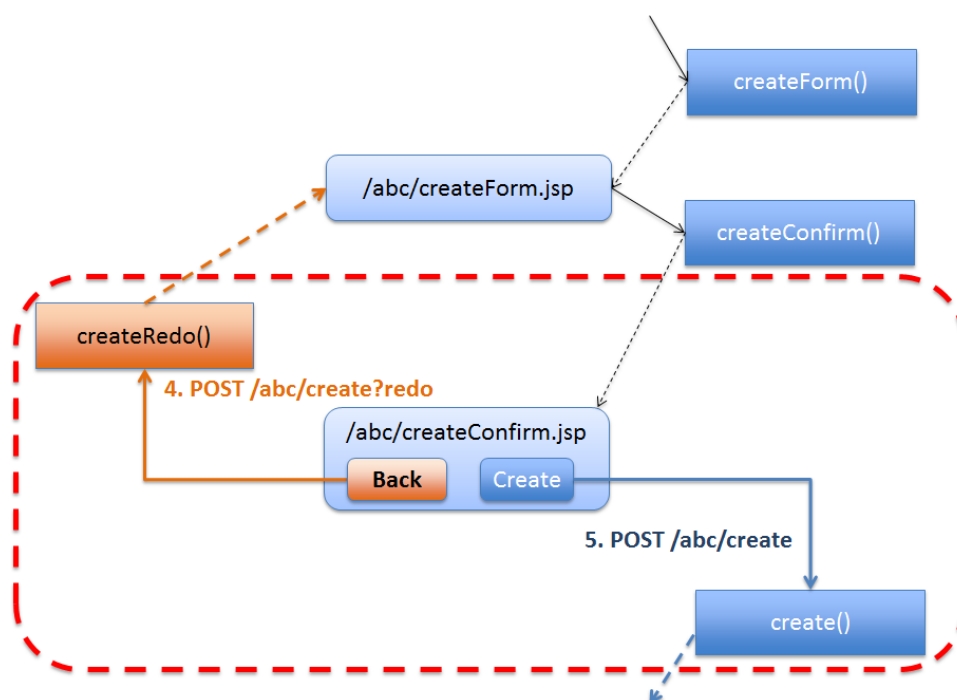 createForm()
/abc/createForm.jsp
createConfirm()
createRedo()
4. POST /abc/create?redo
/abc/createConfirm.jsp
Back
Create
5. POST /abc/create
create()